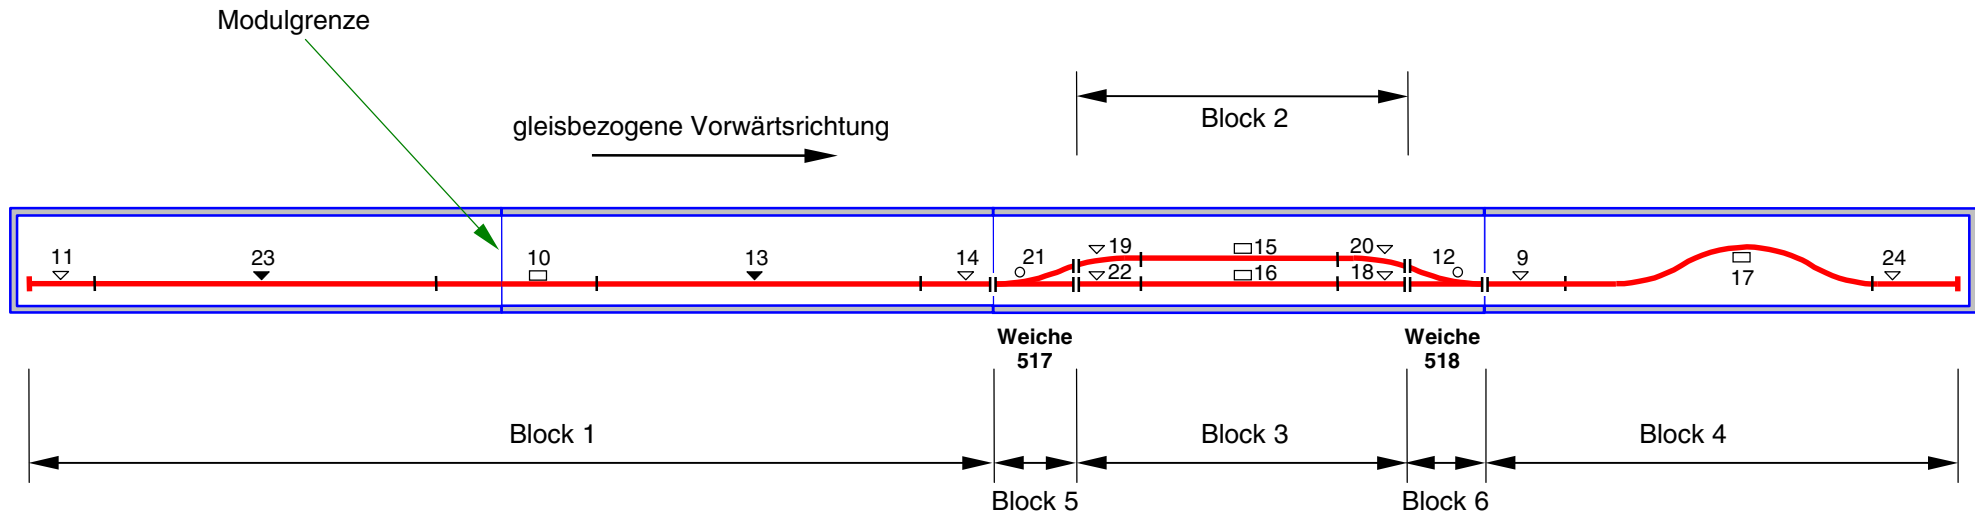 Modulgrenze
gleisbezogene Vorwärtsrichtung
Block 2
11
23
10
13
14
21
19
15
20
12
9
24
22
16
18
17
Weiche
517
Weiche
518
Block 1
Block 3
Block 4
Block 5
Block 6